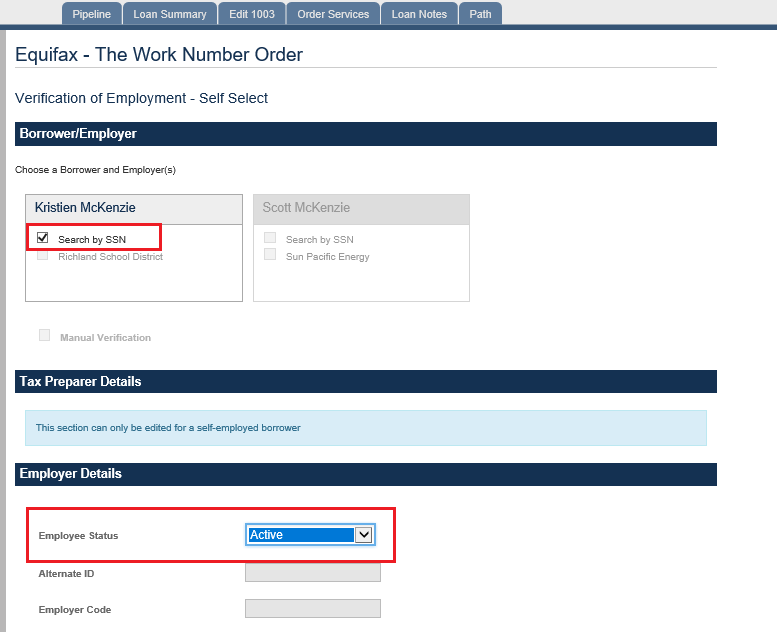 Pipeline Loan Summary Edit 1003 Order Services Loan Notes Path
Equifax - The Work Number Order
Verification of Employment - Self Select
Borrower/Employer
Choose a Borrower and Employer(s)
Kristien McKenzie
Search by SSN
Richland School District
Scott McKenzie
Search by SSN
Sun Pacific Energy
Manual Verification
Tax Preparer Details
This section can only be edited for a self-employed borrower
Employer Details
Employee Status Active
Alternate ID
Employer Code